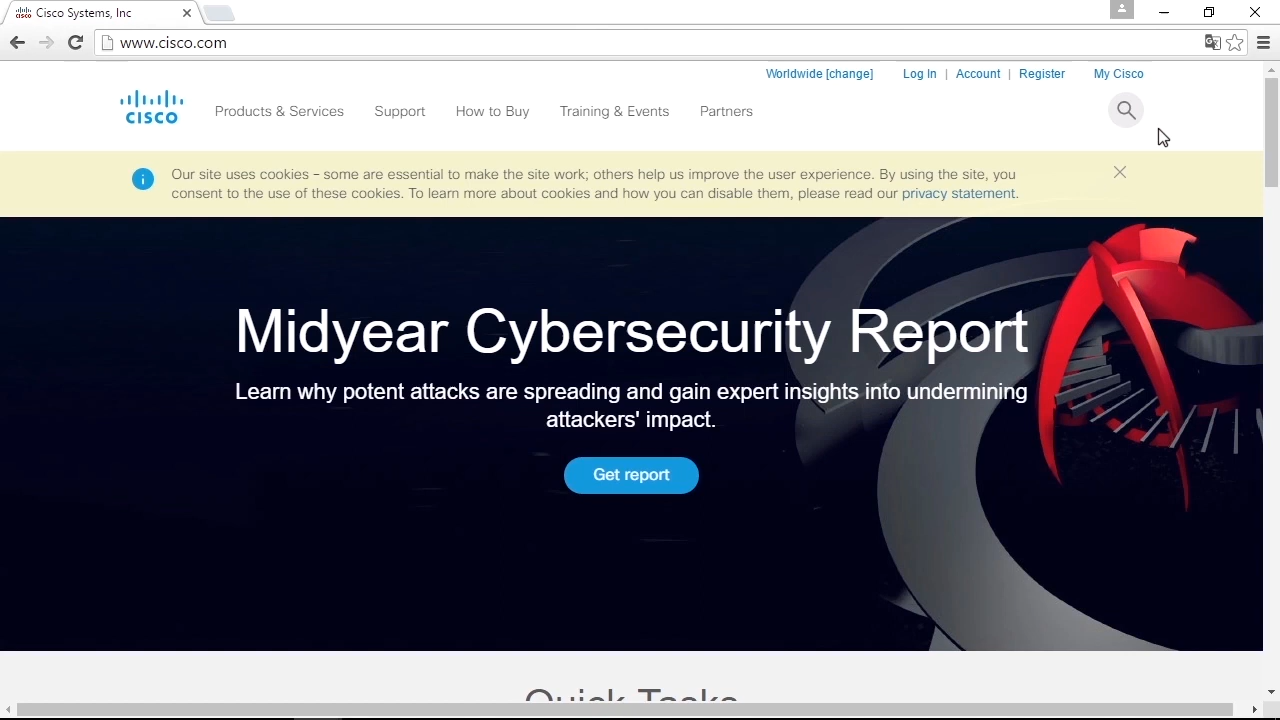 Cisco Systems, Inc
www.cisco.com
Worldwide [change] Log In | Account | Register My Cisco
CISCO
Products & Services Support How to Buy Training & Events Partners
Our site uses cookies - some are essential to make the site work; others help us improve the user experience. By using the site, you
consent to the use of these cookies. To learn more about cookies and how you can disable them, please read our privacy statement.
Midyear Cybersecurity Report
Learn why potent attacks are spreading and gain expert insights into undermining
attackers' impact.
Get report
Quick Tasks